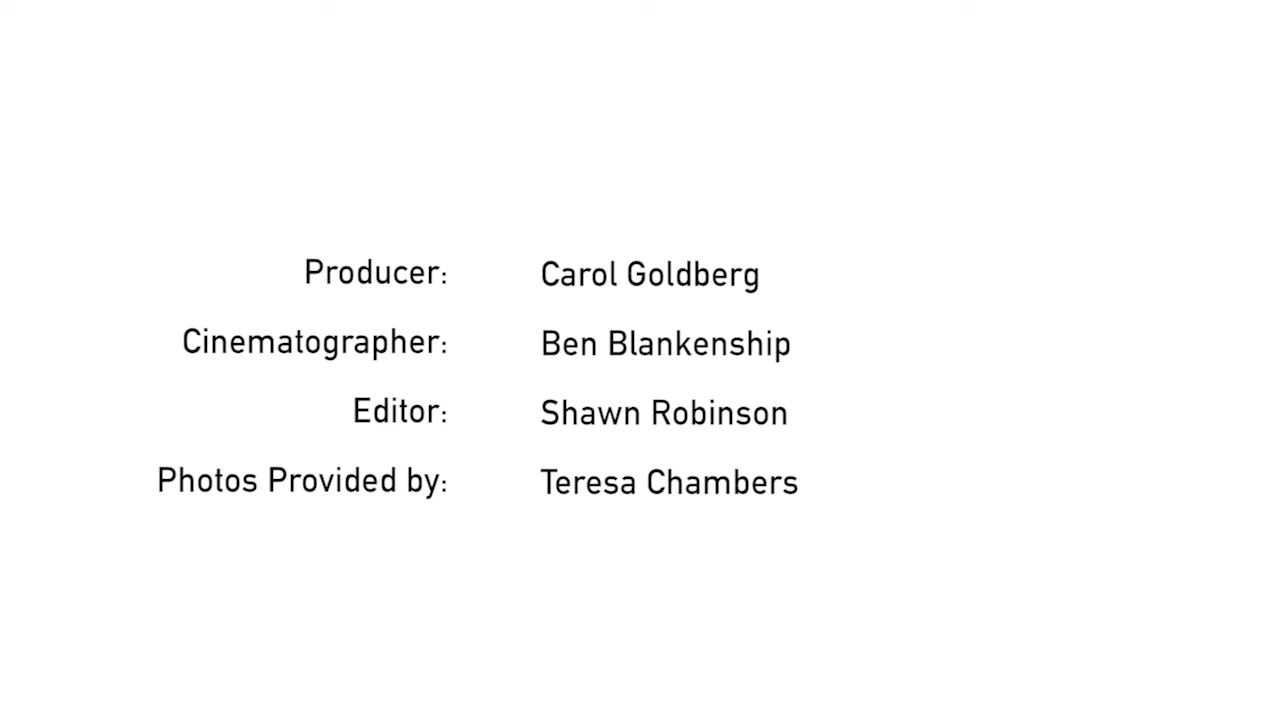 Producer: Carol Goldberg
Cinematographer: Ben Blankenship
Editor: Shawn Robinson
Photos Provided by: Teresa Chambers